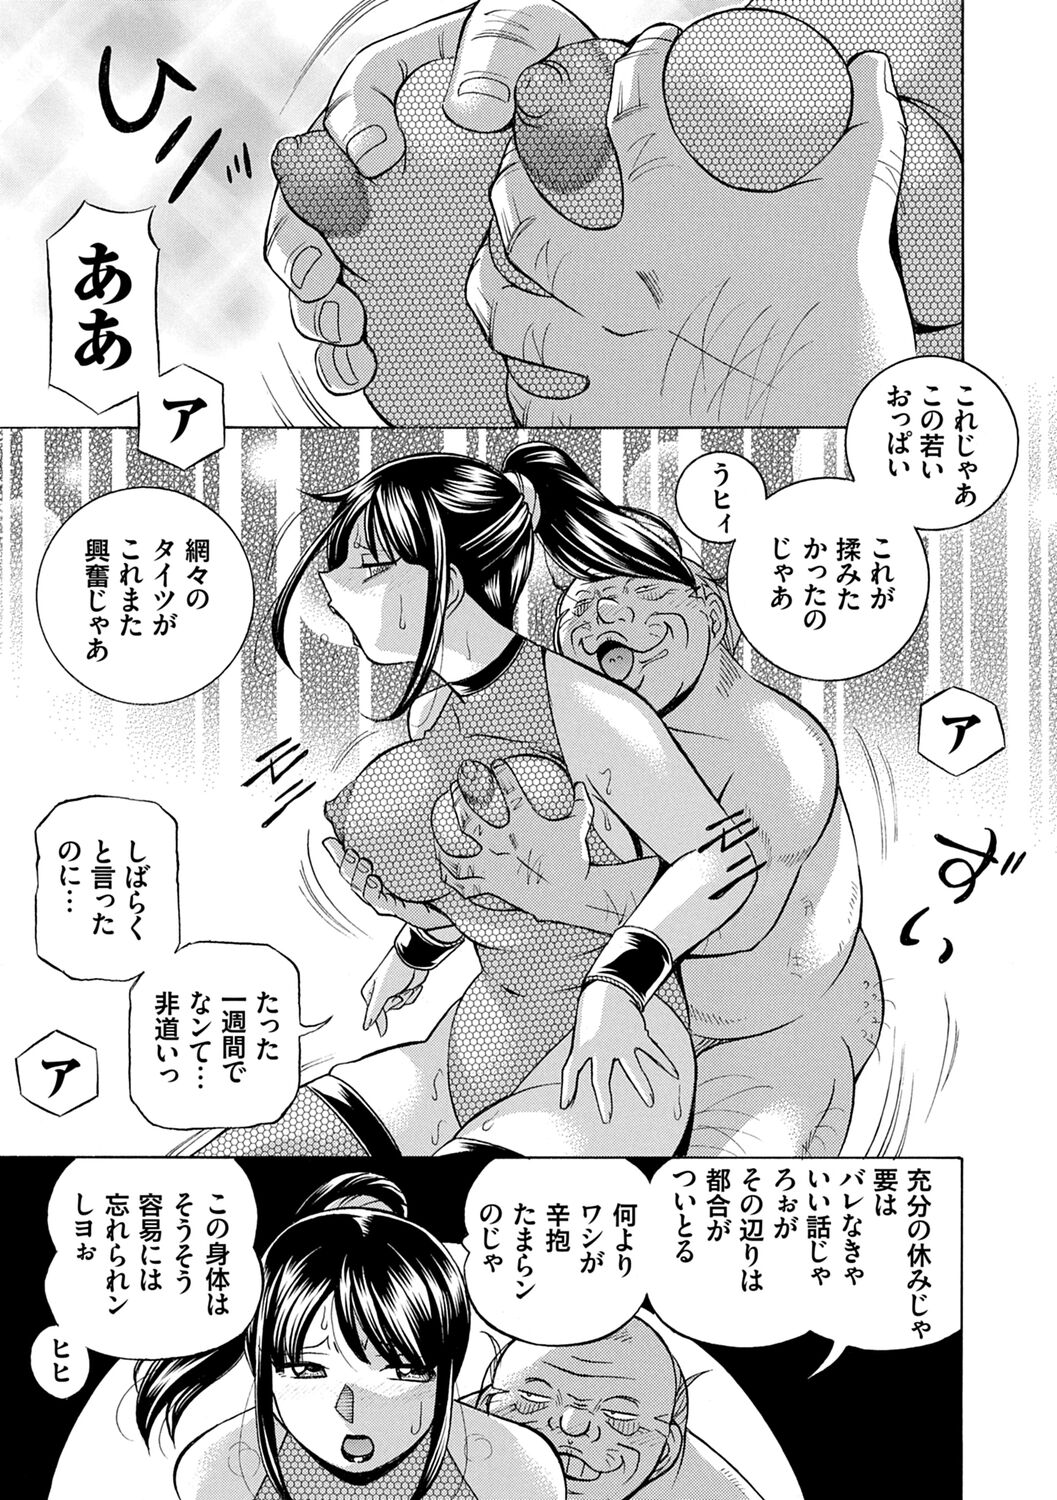 ヒッ
ああ
ア
これじゃあ
この若い
おっぱい
これが
揉みた
かったの
じゃあ
うヒィ
網々の
タイツが
これまた
興奮じゃあ
ア
モミ
モミ
ずい
しばらく
と言った
のに…
たった
一週間で
なンて…
非道いっ
ア
充分の休みじゃ
要は
バレなきゃ
いい話じゃ
ろぉが
その辺りは
都合が
ついとる
何より
ワシが
辛抱
たまらン
のじゃ
この身体は
そうそう
容易には
忘れられン
しョぉ
ヒヒ